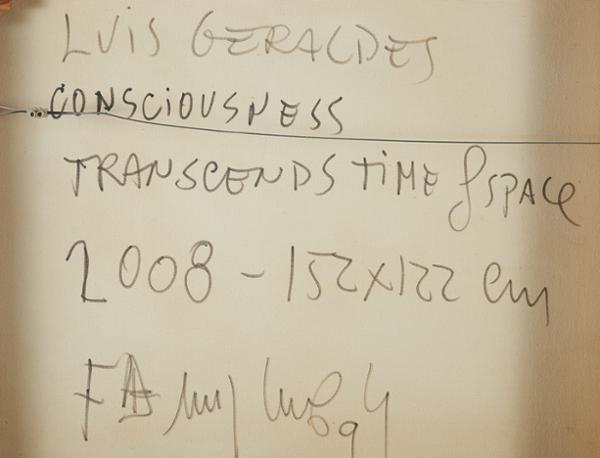 LUIS GERALDES
CONSCIOUSNESS
TRANSCENDS TIME & SPACE
2008 - 152x122 cm